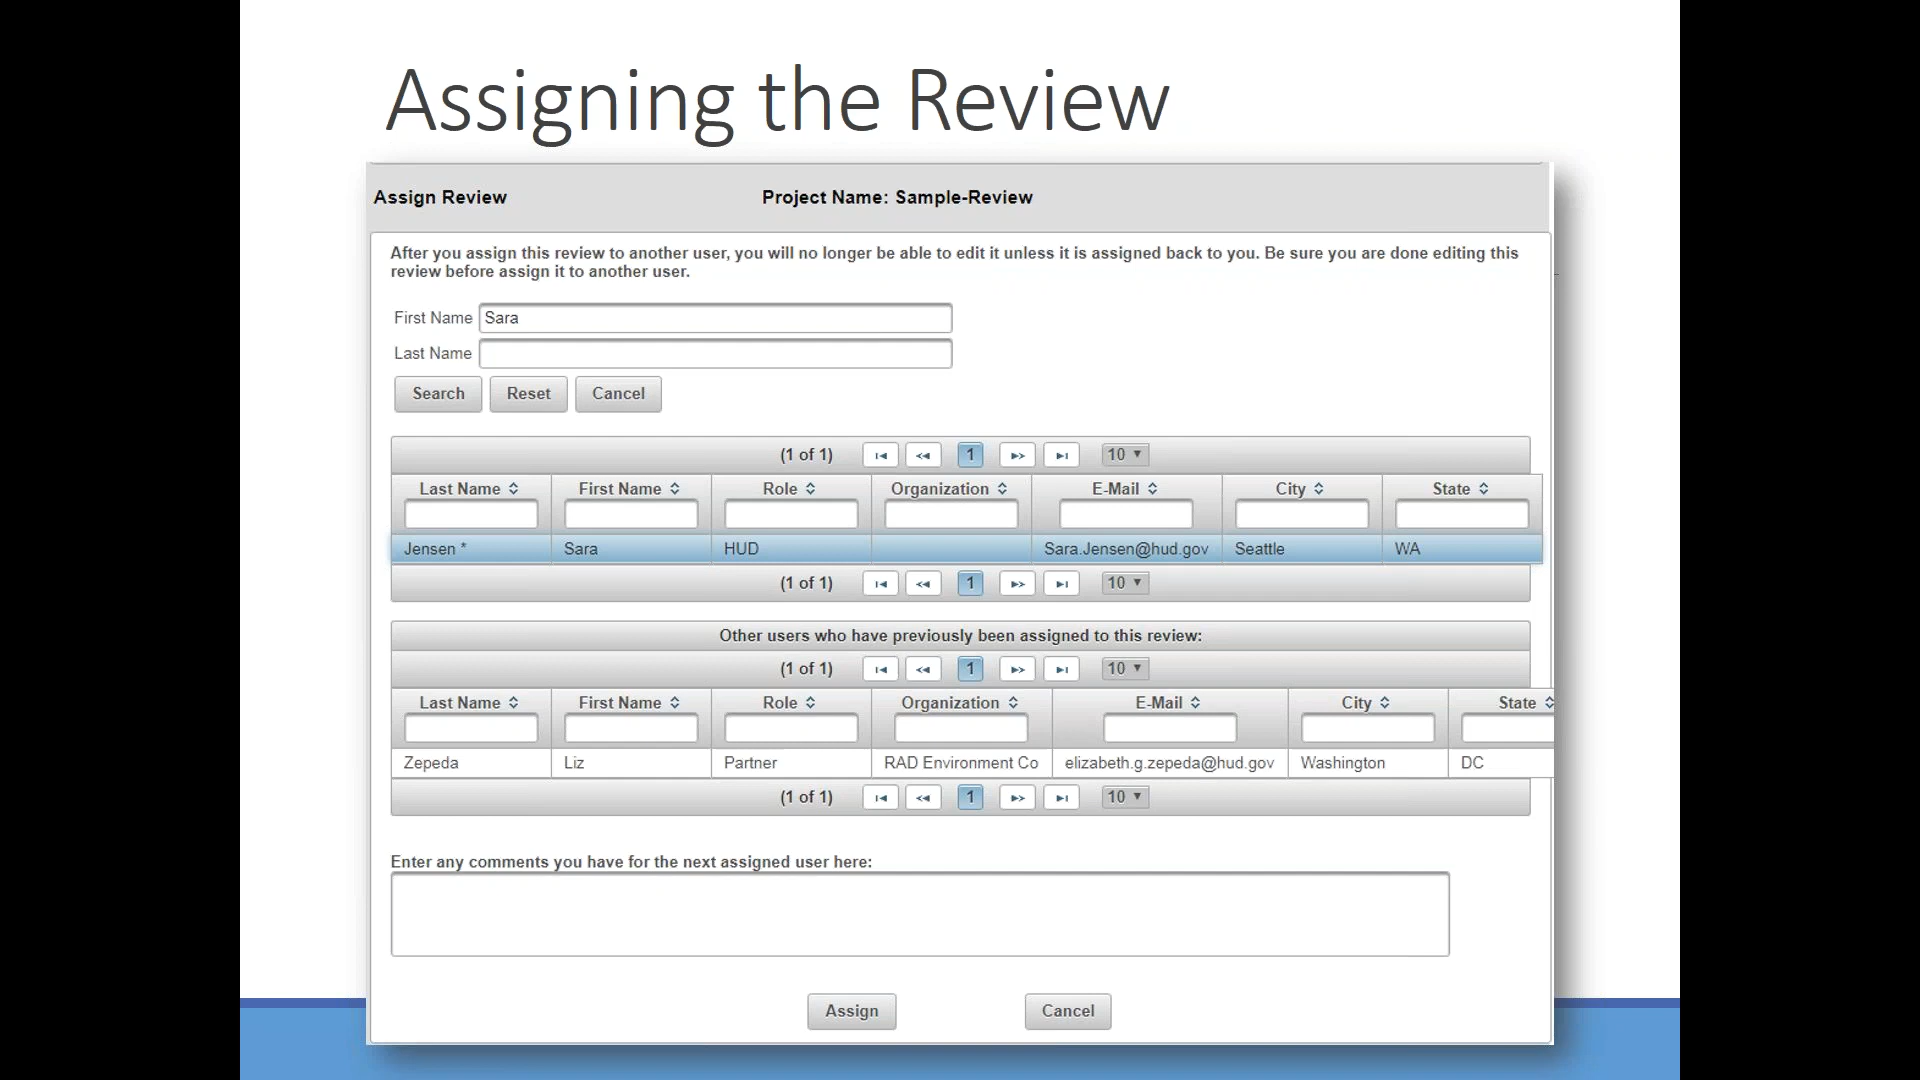 Assigning the Review
Assign Review Project Name: Sample-Review
After you assign this review to another user, you will no longer be able to edit it unless it is assigned back to you. Be sure you are done editing this
review before assign it to another user.
First Name Sara
Last Name
Search Reset Cancel
(1 of 1) 1 10
Last Name First Name Role Organization E-Mail City State
Jensen * Sara HUD Sara.Jensen@hud.gov Seattle WA
(1 of 1) 1 10
Other users who have previously been assigned to this review:
(1 of 1) 1 10
Last Name First Name Role Organization E-Mail City State
Zepeda Liz Partner RAD Environment Co elizabeth.g.zepeda@hud.gov Washington DC
(1 of 1) 1 10
Enter any comments you have for the next assigned user here:
Assign Cancel